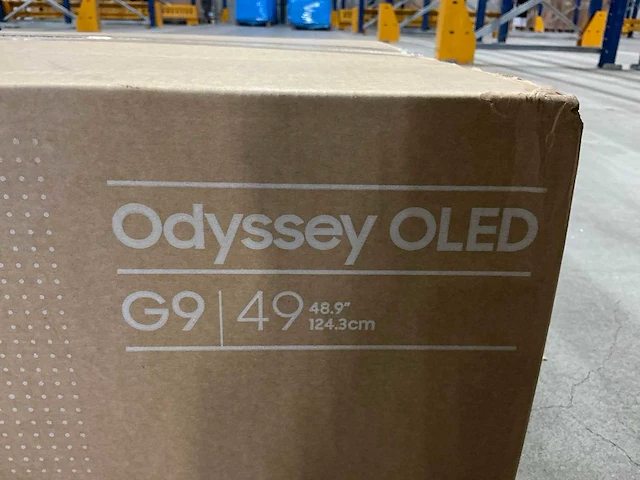 Odyssey OLED
G9 | 49 48.9"
124.3cm